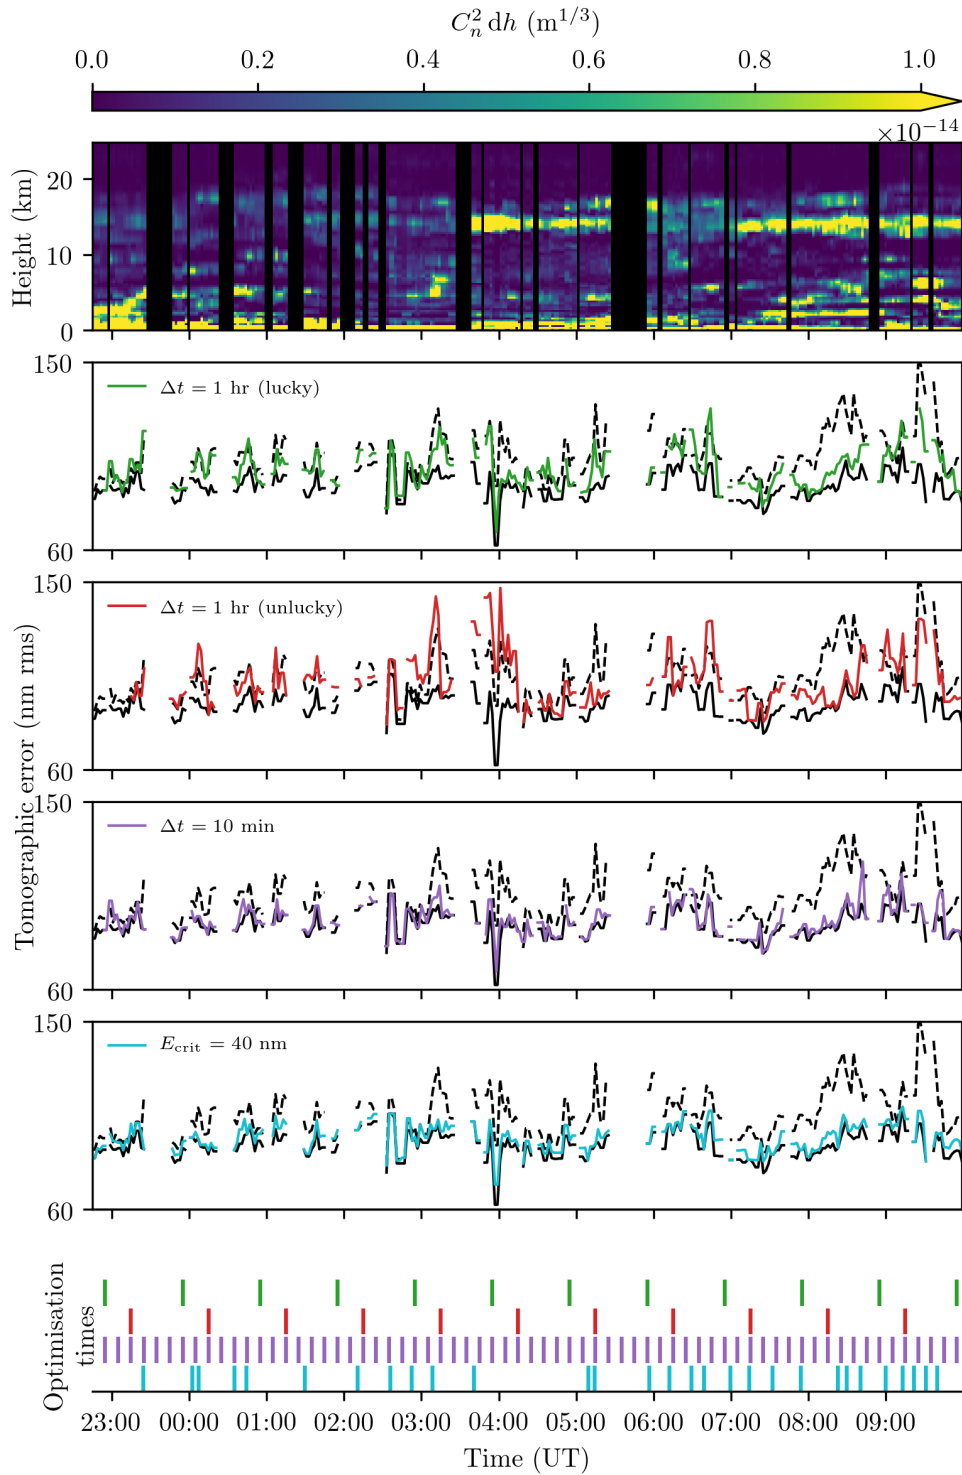 C_n^2 dh (m^{1/3})
0.0 0.2 0.4 0.6 0.8 1.0
×10^{−14}
Height (km)
20
10
0
Tomographic error (nm rms)
150
Δt = 1 hr (lucky)
60
150
Δt = 1 hr (unlucky)
60
150
Δt = 10 min
60
150
E_crit = 40 nm
60
Optimisation
times
23:00 00:00 01:00 02:00 03:00 04:00 05:00 06:00 07:00 08:00 09:00
Time (UT)